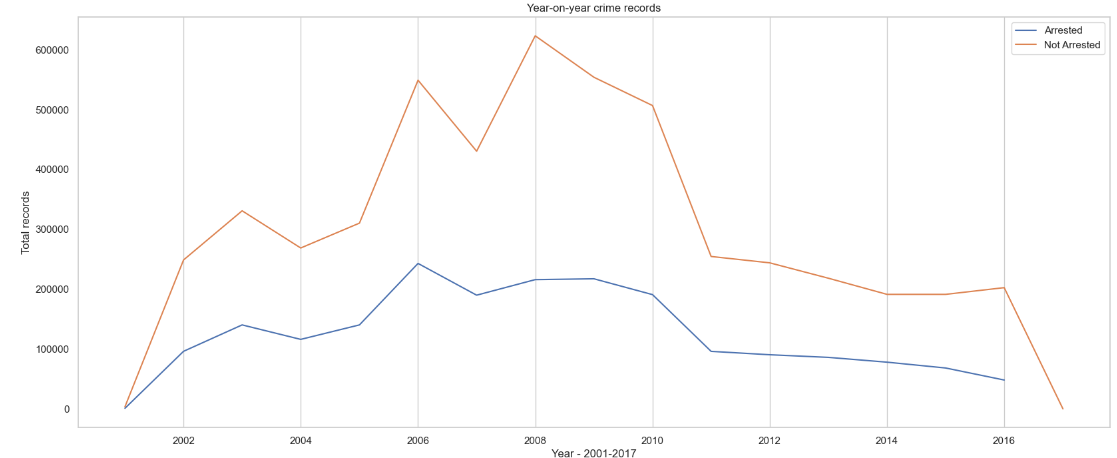 Year-on-year crime records
Arrested
Not Arrested
600000
500000
400000
300000
200000
100000
0
Total records
2002 2004 2006 2008 2010 2012 2014 2016
Year - 2001-2017